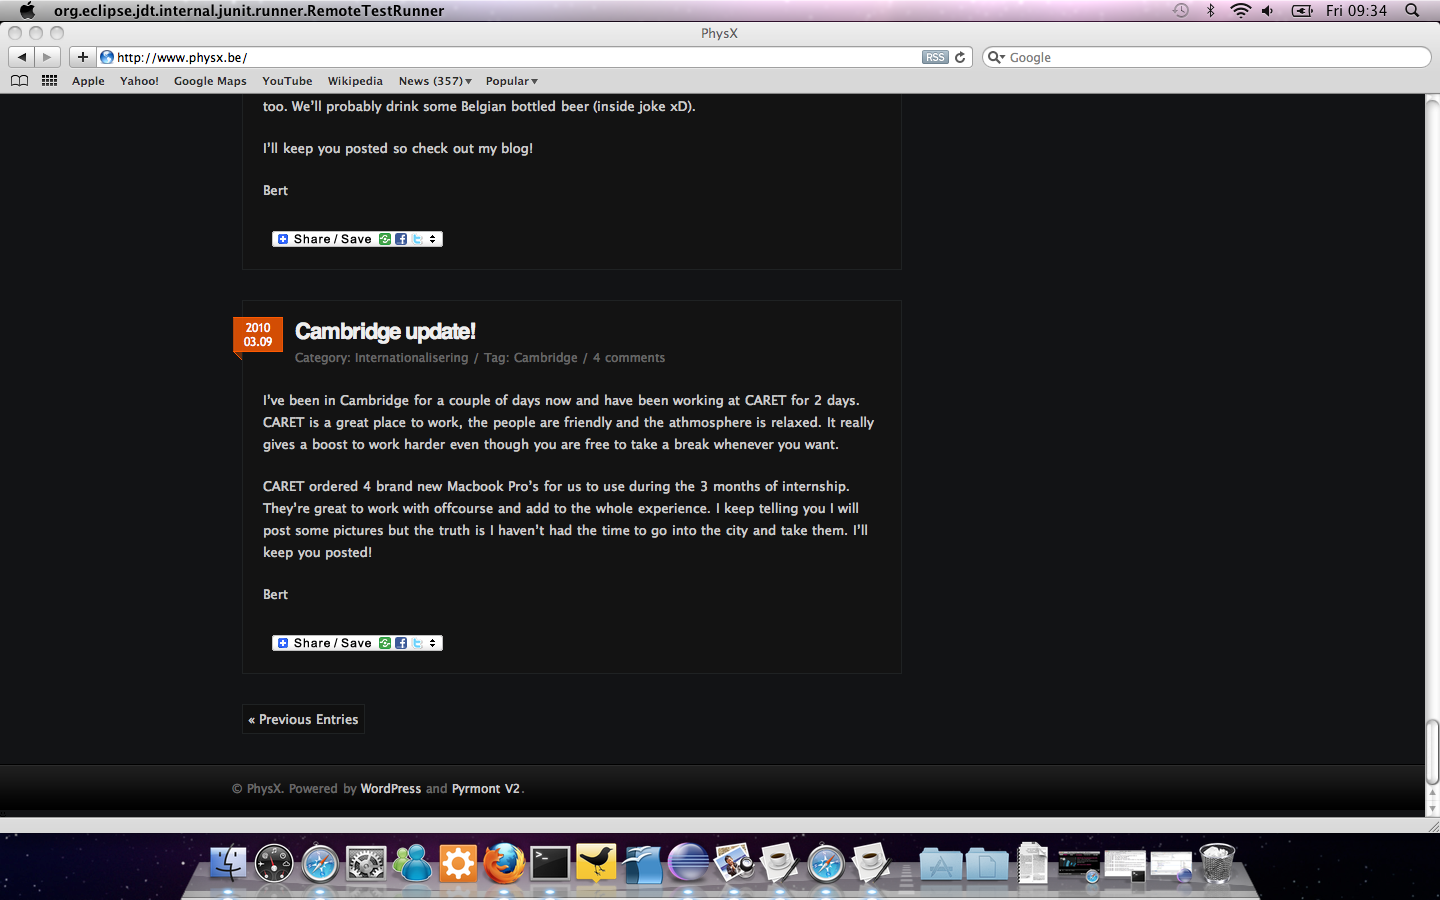 org.eclipse.jdt.internal.junit.runner.RemoteTestRunner
Fri 09:34
PhysX
http://www.physx.be/
RSS
Google
Apple
Yahoo!
Google Maps
YouTube
Wikipedia
News (357)
Popular
too. We'll probably drink some Belgian bottled beer (inside joke xD).
I'll keep you posted so check out my blog!
Bert
Share / Save
2010
03.09
Cambridge update!
Category: Internationalisering / Tag: Cambridge / 4 comments
I've been in Cambridge for a couple of days now and have been working at CARET for 2 days.
CARET is a great place to work, the people are friendly and the athmosphere is relaxed. It really
gives a boost to work harder even though you are free to take a break whenever you want.
CARET ordered 4 brand new Macbook Pro's for us to use during the 3 months of internship.
They're great to work with offcourse and add to the whole experience. I keep telling you I will
post some pictures but the truth is I haven't had the time to go into the city and take them. I'll
keep you posted!
Bert
Share / Save
« Previous Entries
© PhysX. Powered by WordPress and Pyrmont V2.